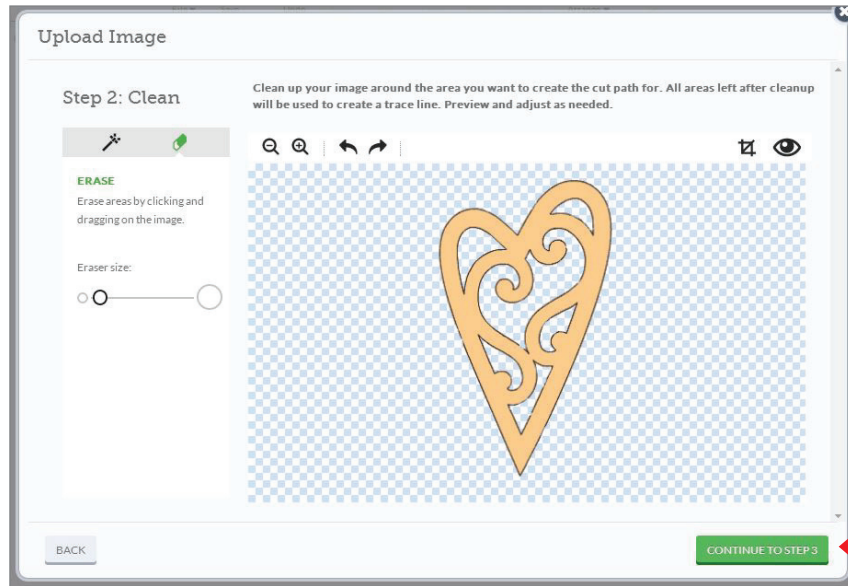 Upload Image
Step 2: Clean
Clean up your image around the area you want to create the cut path for. All areas left after cleanup
will be used to create a trace line. Preview and adjust as needed.
ERASE
Erase areas by clicking and
dragging on the image.
Eraser size:
BACK
CONTINUE TO STEP 3